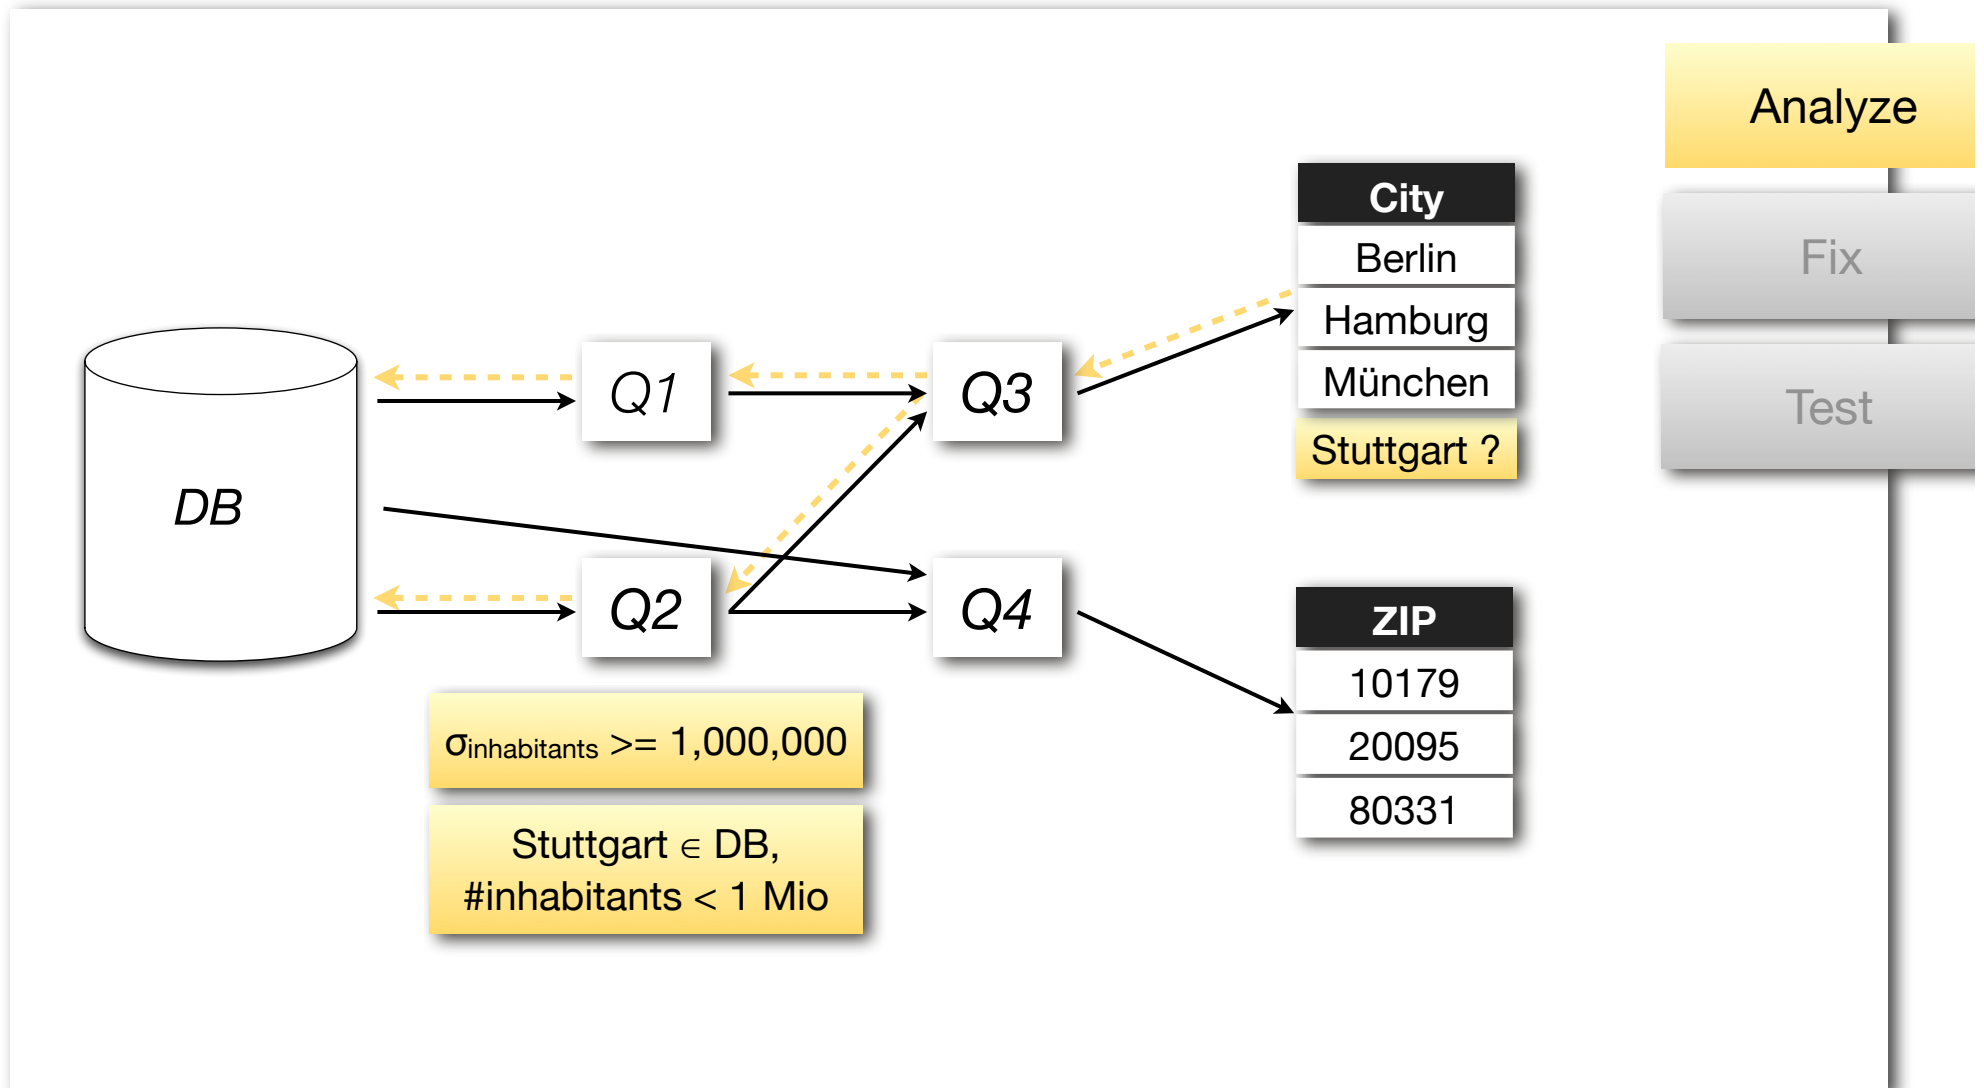 Analyze
Fix
Test
City
Berlin
Hamburg
München
Stuttgart ?
DB
Q1
Q3
Q2
Q4
ZIP
10179
20095
80331
σinhabitants >= 1,000,000
Stuttgart ∈ DB,
#inhabitants < 1 Mio